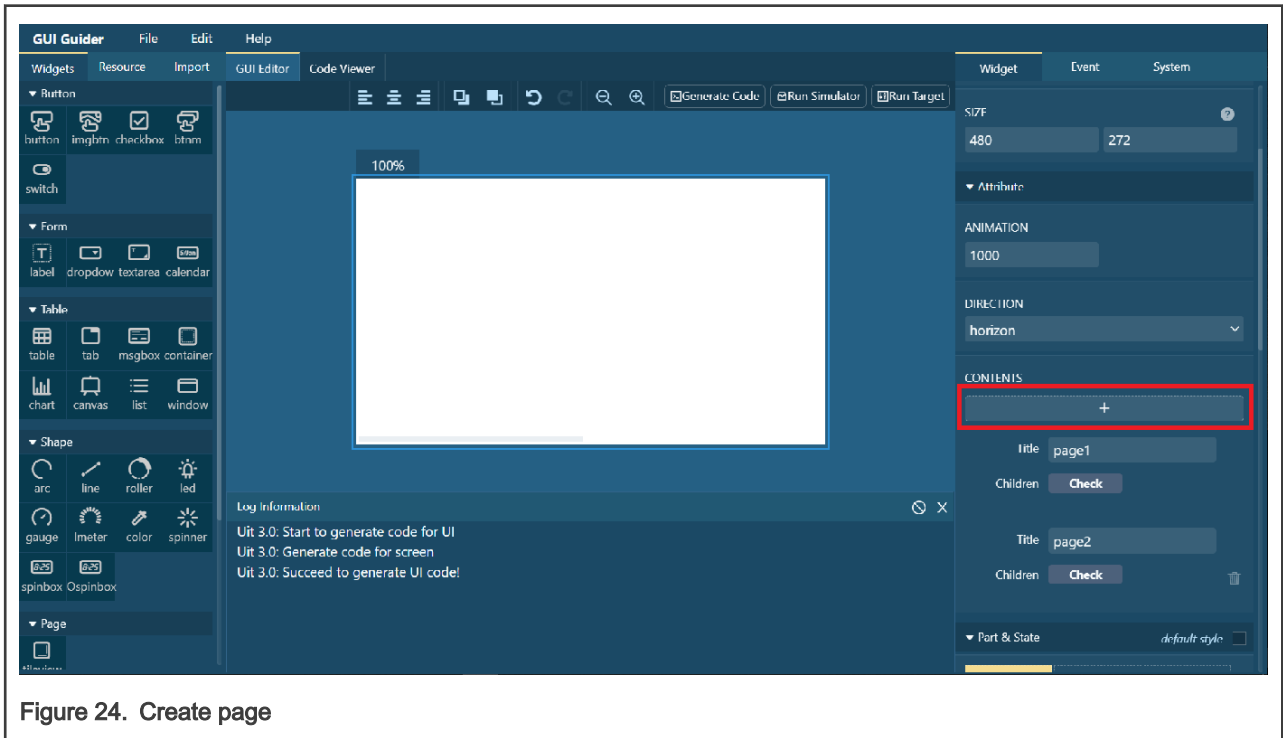 GUI Guider File Edit Help
Widgets Resource Import GUI Editor Code Viewer Widget Event System
Button
Generate Code Run Simulator Run Target
button imgbtn checkbox btnm
switch
Form
label dropdow textarea calendar
Table
table tab msgbox container
chart canvas list window
Shape
arc line roller led
gauge lmeter color spinner
spinbox Ospinbox
Page
100%
Log Information X
Uit 3.0: Start to generate code for UI
Uit 3.0: Generate code for screen
Uit 3.0: Succeed to generate UI code!
SIZE ?
480 272
Attribute
ANIMATION
1000
DIRECTION
horizon
CONTENTS
+
Title page1
Children Check
Title page2
Children Check
Part & State default style
Figure 24. Create page